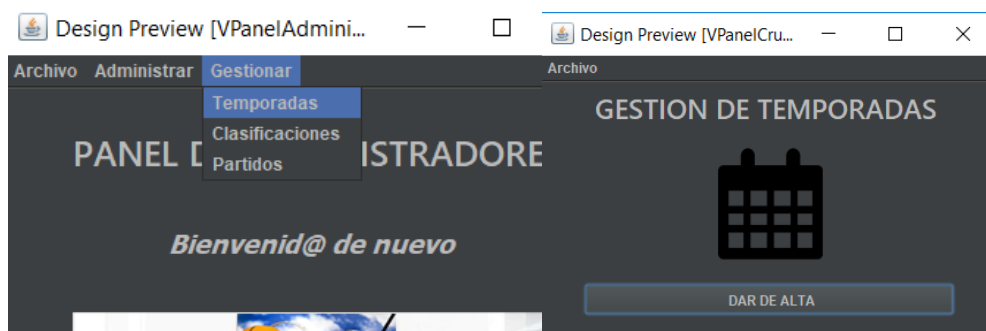 Design Preview [VPanelAdmini...
Archivo Administrar Gestionar
Temporadas
Clasificaciones
Partidos
PANEL D ISTRADORE
Bienvenid@ de nuevo
Design Preview [VPanelCru...
Archivo
GESTION DE TEMPORADAS
DAR DE ALTA